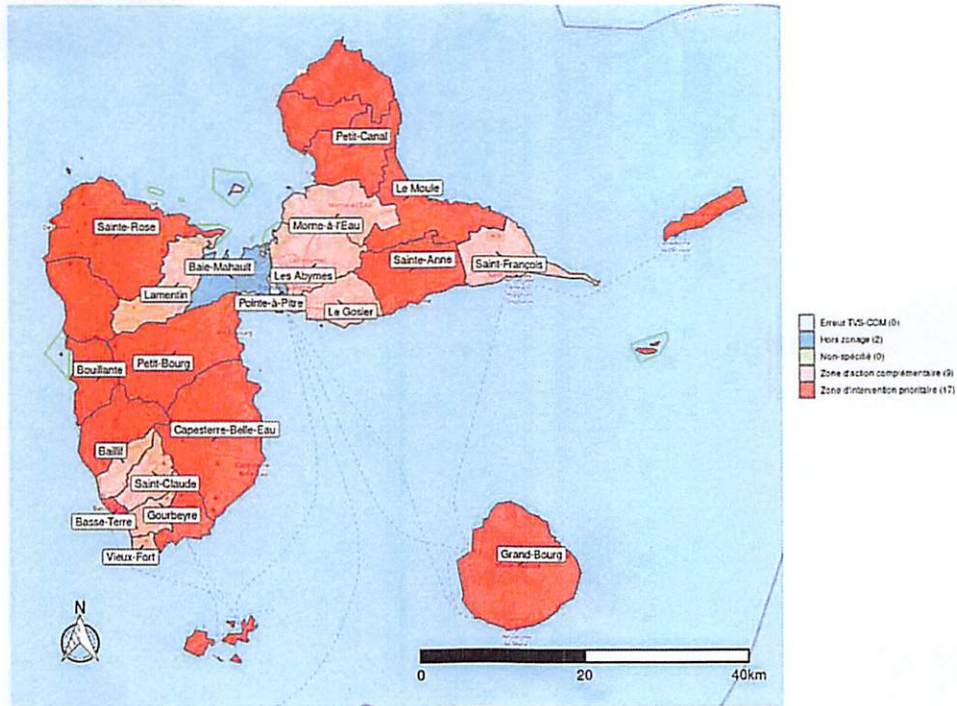 Petit-Canal
Le Moule
Sainte-Rose
Morne-à-l'Eau
Baie-Mahault
Les Abymes
Sainte-Anne
Saint-François
Lamentin
Pointe-à-Pitre
Le Gosier
Bouillante
Petit-Bourg
Capesterre-Belle-Eau
Baillif
Saint-Claude
Basse-Terre
Gourbeyre
Vieux-Fort
Grand-Bourg
N
0 20 40km
Erreur TVS-COM (0)
Hors zonage (2)
Non-spécifié (0)
Zone d'action complémentaire (9)
Zone d'intervention prioritaire (17)